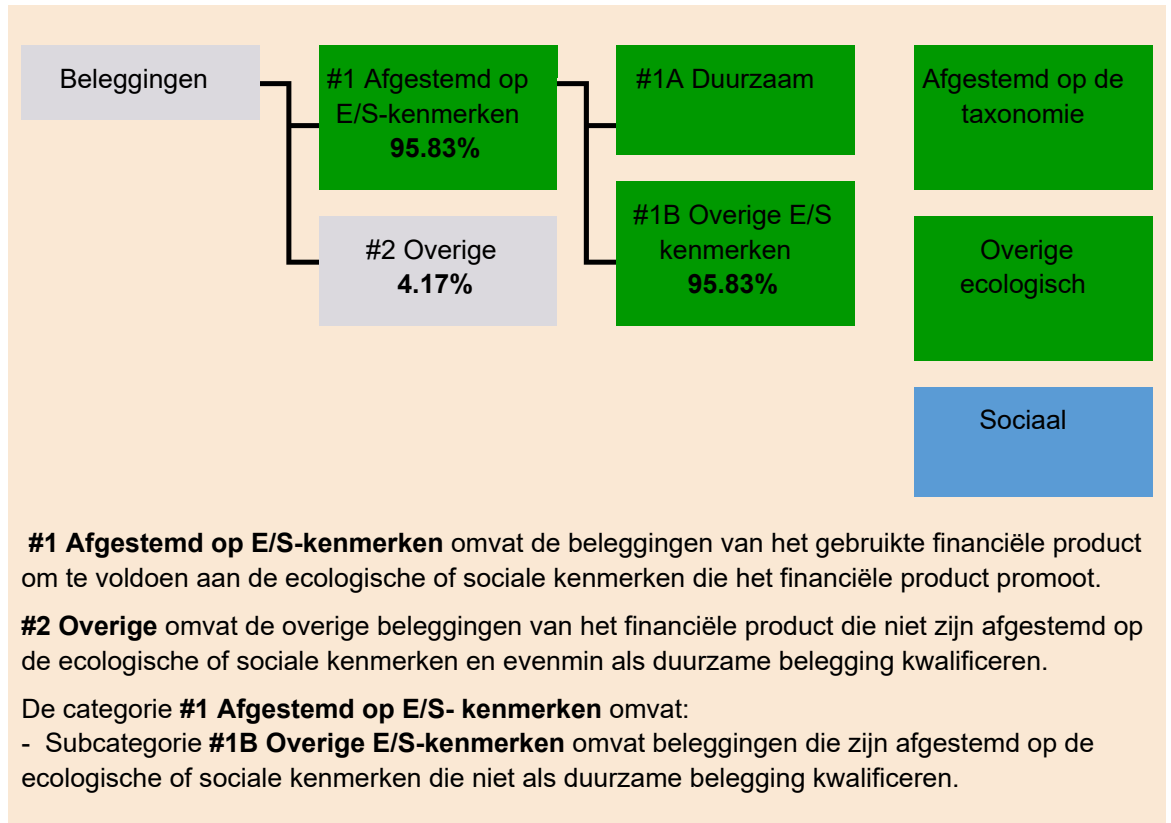 Beleggingen
#1 Afgestemd op
E/S-kenmerken
95.83%
#2 Overige
4.17%
#1A Duurzaam
#1B Overige E/S
kenmerken
95.83%
Afgestemd op de
taxonomie
Overige
ecologisch
Sociaal
#1 Afgestemd op E/S-kenmerken omvat de beleggingen van het gebruikte financiële product
om te voldoen aan de ecologische of sociale kenmerken die het financiële product promoot.
#2 Overige omvat de overige beleggingen van het financiële product die niet zijn afgestemd op
de ecologische of sociale kenmerken en evenmin als duurzame belegging kwalificeren.
De categorie #1 Afgestemd op E/S- kenmerken omvat:
- Subcategorie #1B Overige E/S-kenmerken omvat beleggingen die zijn afgestemd op de
ecologische of sociale kenmerken die niet als duurzame belegging kwalificeren.